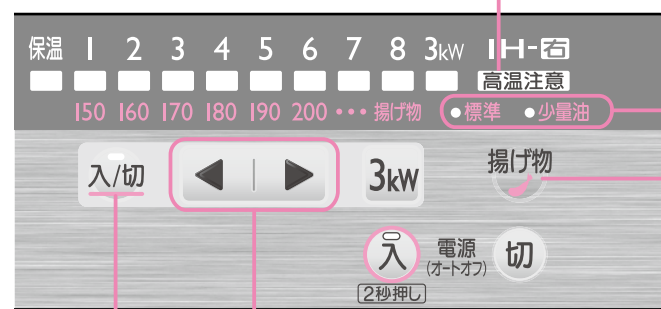 保温 1 2 3 4 5 6 7 8 3kW IH-右
高温注意
150 160 170 180 190 200・・・揚げ物 ●標準 ●少量油
入/切 ◀ | ▶ 3kW 揚げ物
入 電源 切
(オートオフ)
2秒押し